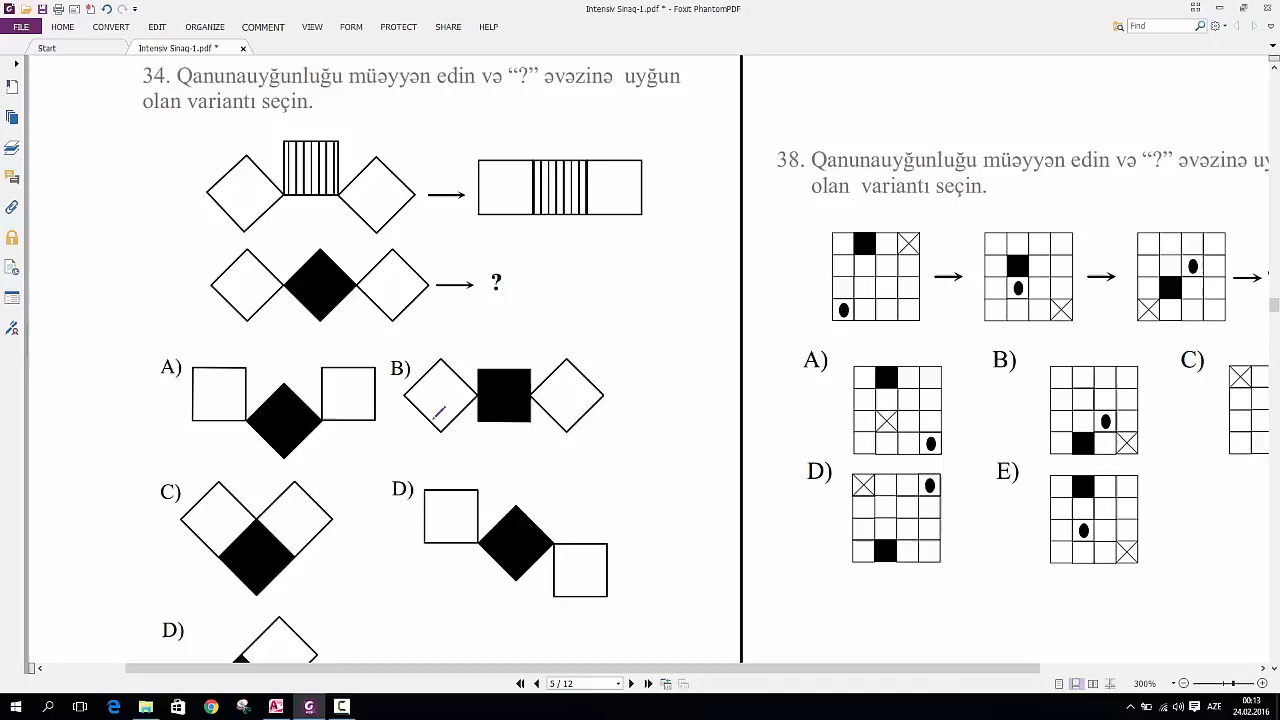 Intensiv Sinaq-1.pdf * - Foxit PhantomPDF
FILE HOME CONVERT EDIT ORGANIZE COMMENT VIEW FORM PROTECT SHARE HELP
Find
Start
Intensiv Sinaq-1.pdf *
34. Qanunauyğunluğu müəyyən edin və “?” əvəzinə uyğun
olan variantı seçin.
?
A)
B)
C)
D)
D)
38. Qanunauyğunluğu müəyyən edin və “?” əvəzinə uy
olan variantı seçin.
A)
B)
C)
D)
E)
5 / 12
300%
AZE
00:13
24.02.2016